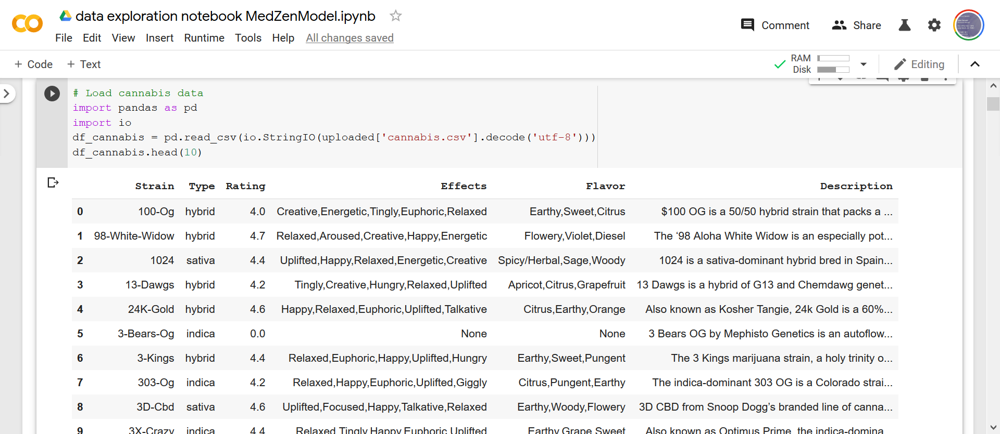 data exploration notebook MedZenModel.ipynb
File Edit View Insert Runtime Tools Help All changes saved
Comment Share
+ Code + Text
RAM
Disk
Editing
# Load cannabis data
import pandas as pd
import io
df_cannabis = pd.read_csv(io.StringIO(uploaded['cannabis.csv'].decode('utf-8')))
df_cannabis.head(10)
Strain Type Rating Effects Flavor Description
0 100-Og hybrid 4.0 Creative,Energetic,Tingly,Euphoric,Relaxed Earthy,Sweet,Citrus $100 OG is a 50/50 hybrid strain that packs a ...
1 98-White-Widow hybrid 4.7 Relaxed,Aroused,Creative,Happy,Energetic Flowery,Violet,Diesel The ‘98 Aloha White Widow is an especially pot...
2 1024 sativa 4.4 Uplifted,Happy,Relaxed,Energetic,Creative Spicy/Herbal,Sage,Woody 1024 is a sativa-dominant hybrid bred in Spain...
3 13-Dawgs hybrid 4.2 Tingly,Creative,Hungry,Relaxed,Uplifted Apricot,Citrus,Grapefruit 13 Dawgs is a hybrid of G13 and Chemdawg genet...
4 24K-Gold hybrid 4.6 Happy,Relaxed,Euphoric,Uplifted,Talkative Citrus,Earthy,Orange Also known as Kosher Tangie, 24k Gold is a 60%...
5 3-Bears-Og indica 0.0 None None 3 Bears OG by Mephisto Genetics is an autoflow...
6 3-Kings hybrid 4.4 Relaxed,Euphoric,Happy,Uplifted,Hungry Earthy,Sweet,Pungent The 3 Kings marijuana strain, a holy trinity o...
7 303-Og indica 4.2 Relaxed,Happy,Euphoric,Uplifted,Giggly Citrus,Pungent,Earthy The indica-dominant 303 OG is a Colorado strai...
8 3D-Cbd sativa 4.6 Uplifted,Focused,Happy,Talkative,Relaxed Earthy,Woody,Flowery 3D CBD from Snoop Dogg’s branded line of canna...
9 3X-Crazy indica 4.4 Relaxed,Tingly,Happy,Euphoric,Uplifted Earthy,Grape,Sweet Also known as Optimus Prime, the indica-domina...